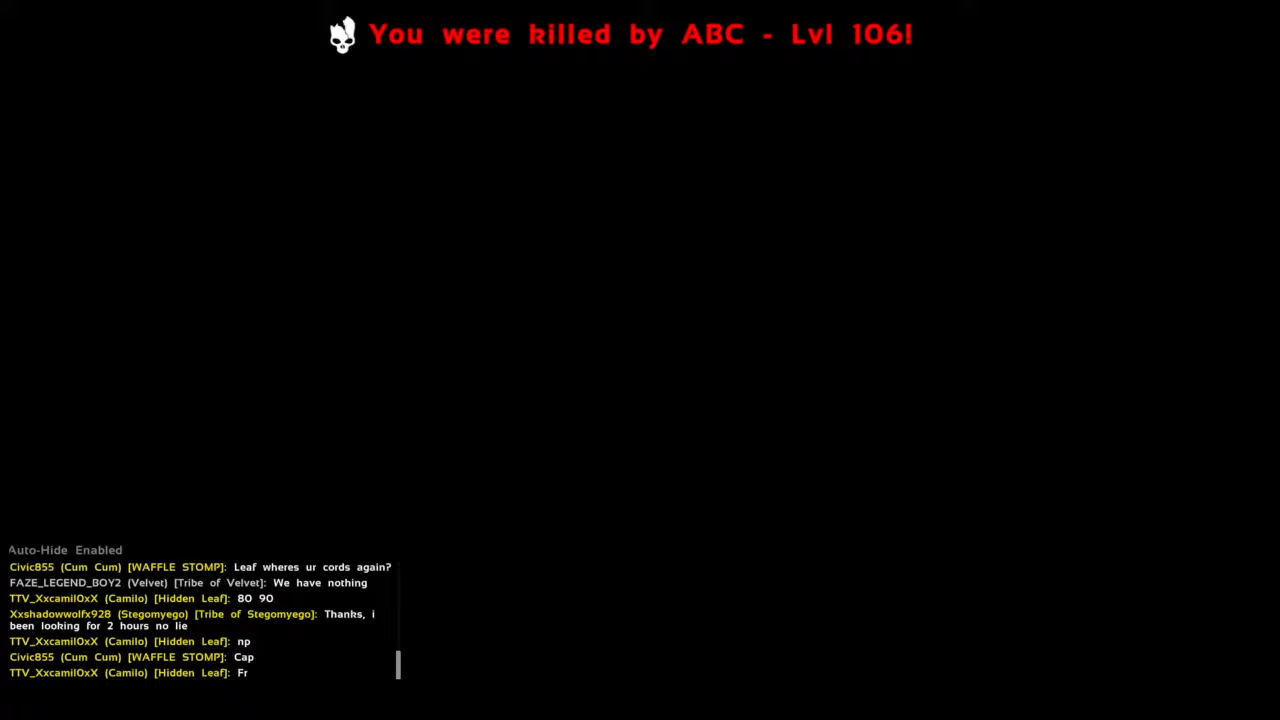 You were killed by ABC - Lvl 106!
Auto-Hide Enabled
Civic855 (Cum Cum) [WAFFLE STOMP]: Leaf wheres ur cords again?
FAZE_LEGEND_BOY2 (Velvet) [Tribe of Velvet]: We have nothing
TTV_Xxcamil0xX (Camilo) [Hidden Leaf]: 80 90
Xxshadowwolfx928 (Stegomyego) [Tribe of Stegomyego]: Thanks, i
been looking for 2 hours no lie
TTV_Xxcamil0xX (Camilo) [Hidden Leaf]: np
Civic855 (Cum Cum) [WAFFLE STOMP]: Cap
TTV_Xxcamil0xX (Camilo) [Hidden Leaf]: Fr